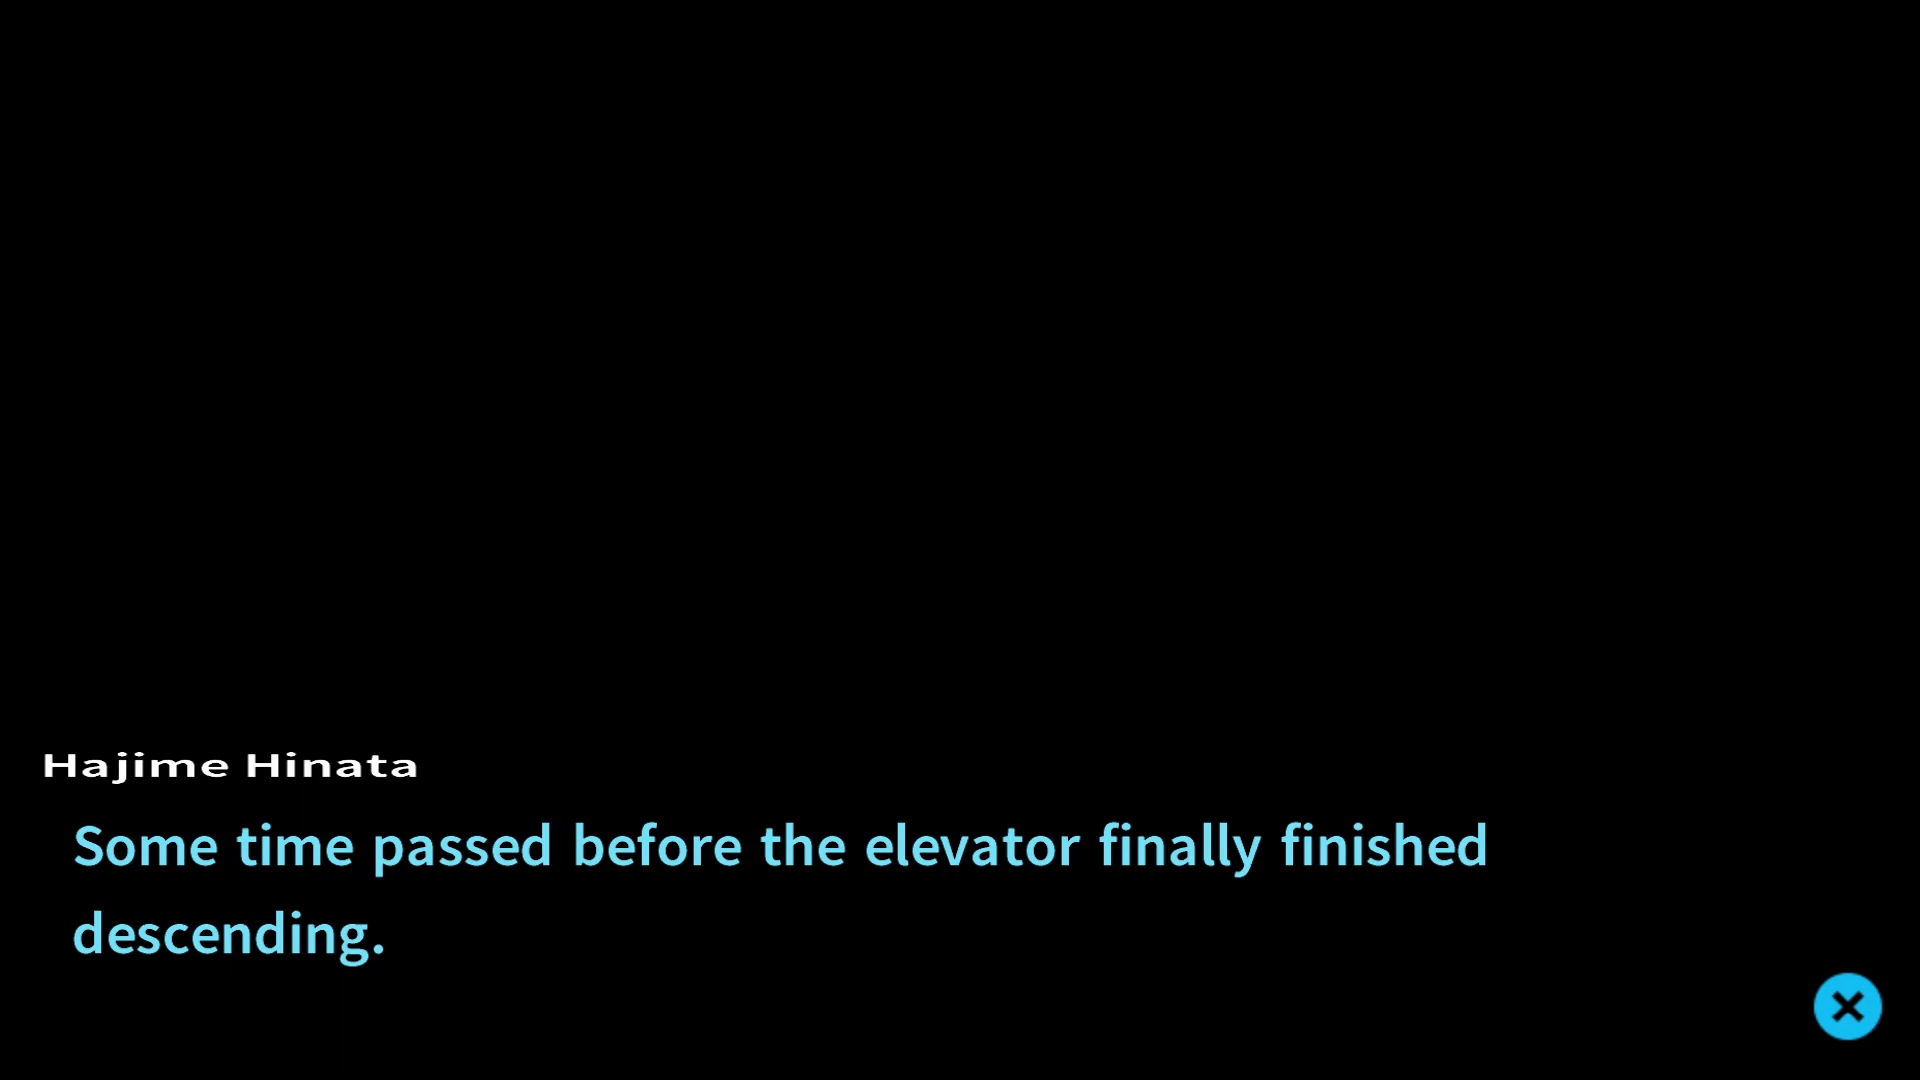 Hajime Hinata
Some time passed before the elevator finally finished
descending.